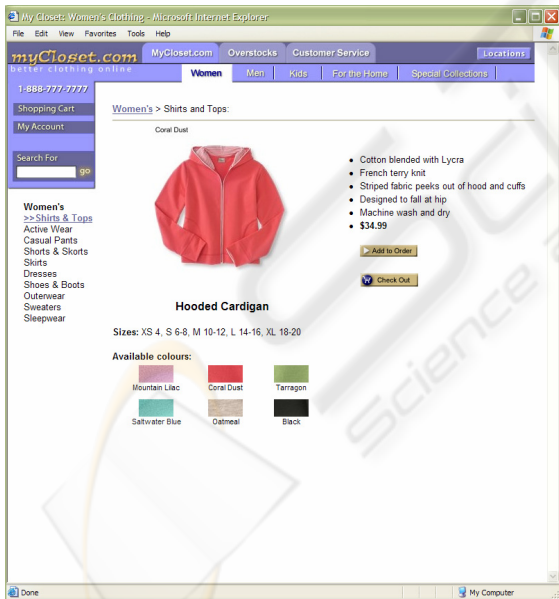 My Closet: Women's Clothing - Microsoft Internet Explorer
File Edit View Favorites Tools Help
myCloset.com
better clothing online
MyCloset.com Overstocks Customer Service Locations
Women Men Kids For the Home Special Collections
1-888-777-7777
Shopping Cart
My Account
Search For
go
Women's
>>Shirts & Tops
Active Wear
Casual Pants
Shorts & Skorts
Skirts
Dresses
Shoes & Boots
Outerwear
Sweaters
Sleepwear
Women's > Shirts and Tops:
Coral Dust
Cotton blended with Lycra
French terry knit
Striped fabric peeks out of hood and cuffs
Designed to fall at hip
Machine wash and dry
$34.99
Add to Order
Check Out
Hooded Cardigan
Sizes: XS 4, S 6-8, M 10-12, L 14-16, XL 18-20
Available colours:
Mountain Lilac Coral Dust Tarragon
Saltwater Blue Oatmeal Black
Done My Computer